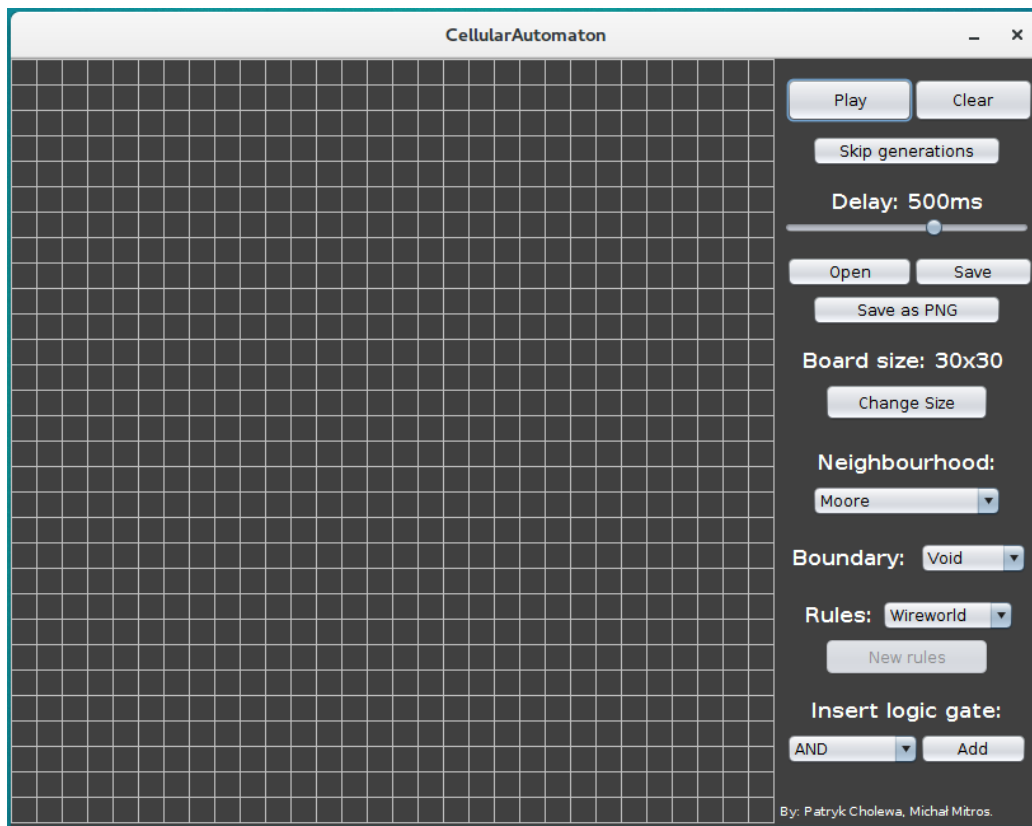 CellularAutomaton
Play Clear
Skip generations
Delay: 500ms
Open Save
Save as PNG
Board size: 30x30
Change Size
Neighbourhood:
Moore
Boundary: Void
Rules: Wireworld
New rules
Insert logic gate:
AND Add
By: Patryk Cholewa, Michał Mitros.